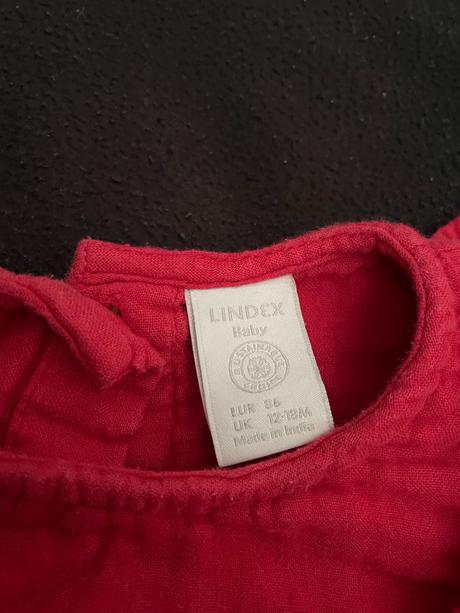 LINDEX
Baby
SUSTAINABLE
CHOICE
EUR 86
UK 12-18M
Made in India